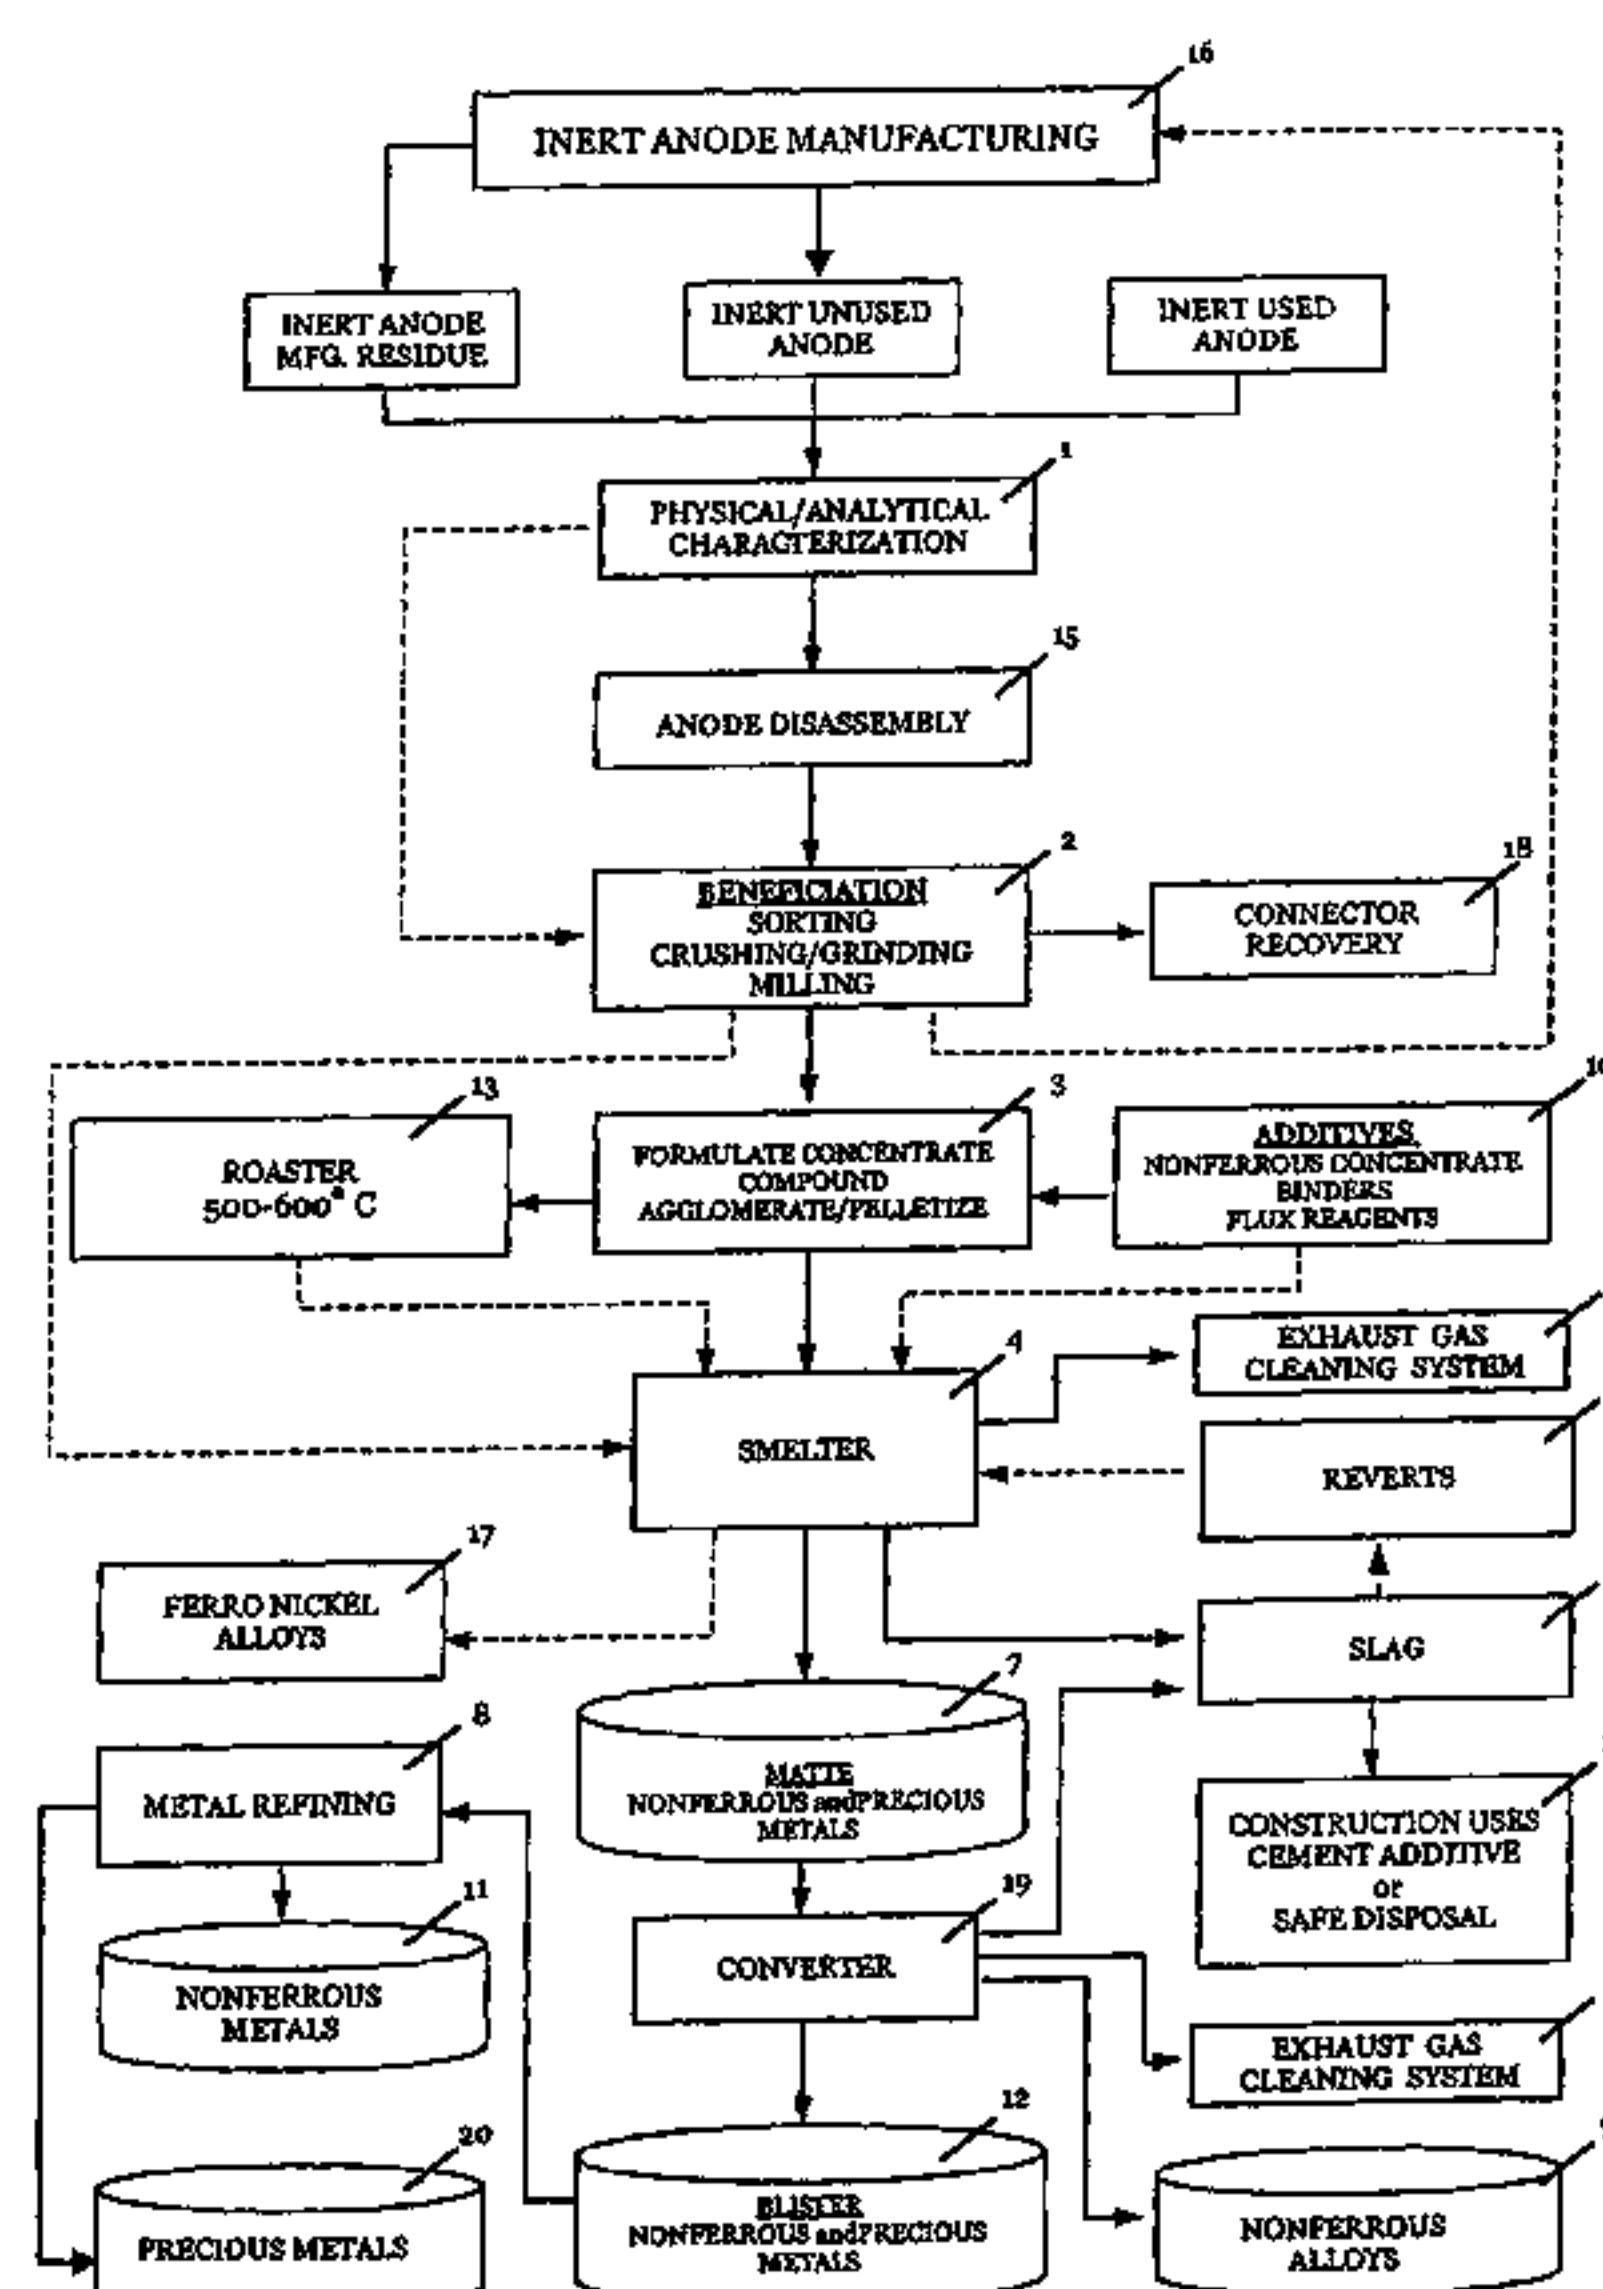 16
INERT ANODE MANUFACTURING
INERT ANODE
MFG. RESIDUE
INERT UNUSED
ANODE
INERT USED
ANODE
1
PHYSICAL/ANALYTICAL
CHARACTERIZATION
15
ANODE DISASSEMBLY
2
BENEFICIATION
SORTING
CRUSHING/GRINDING
MILLING
18
CONNECTOR
RECOVERY
13
ROASTER
500-600° C
3
FORMULATE CONCENTRATE
COMPOUND
AGGLOMERATE/PELLETIZE
ADDITIVES
NONFERROUS CONCENTRATE
BINDERS
FLUX REAGENTS
4
SMELTER
EXHAUST GAS
CLEANING SYSTEM
REVERTS
17
FERRO NICKEL
ALLOYS
SLAG
7
MATTE
NONFERROUS and PRECIOUS
METALS
8
METAL REFINING
CONSTRUCTION USES
CEMENT ADDITIVE
or
SAFE DISPOSAL
11
NONFERROUS
METALS
19
CONVERTER
EXHAUST GAS
CLEANING SYSTEM
20
PRECIOUS METALS
12
BLISTER
NONFERROUS and PRECIOUS
METALS
NONFERROUS
ALLOYS